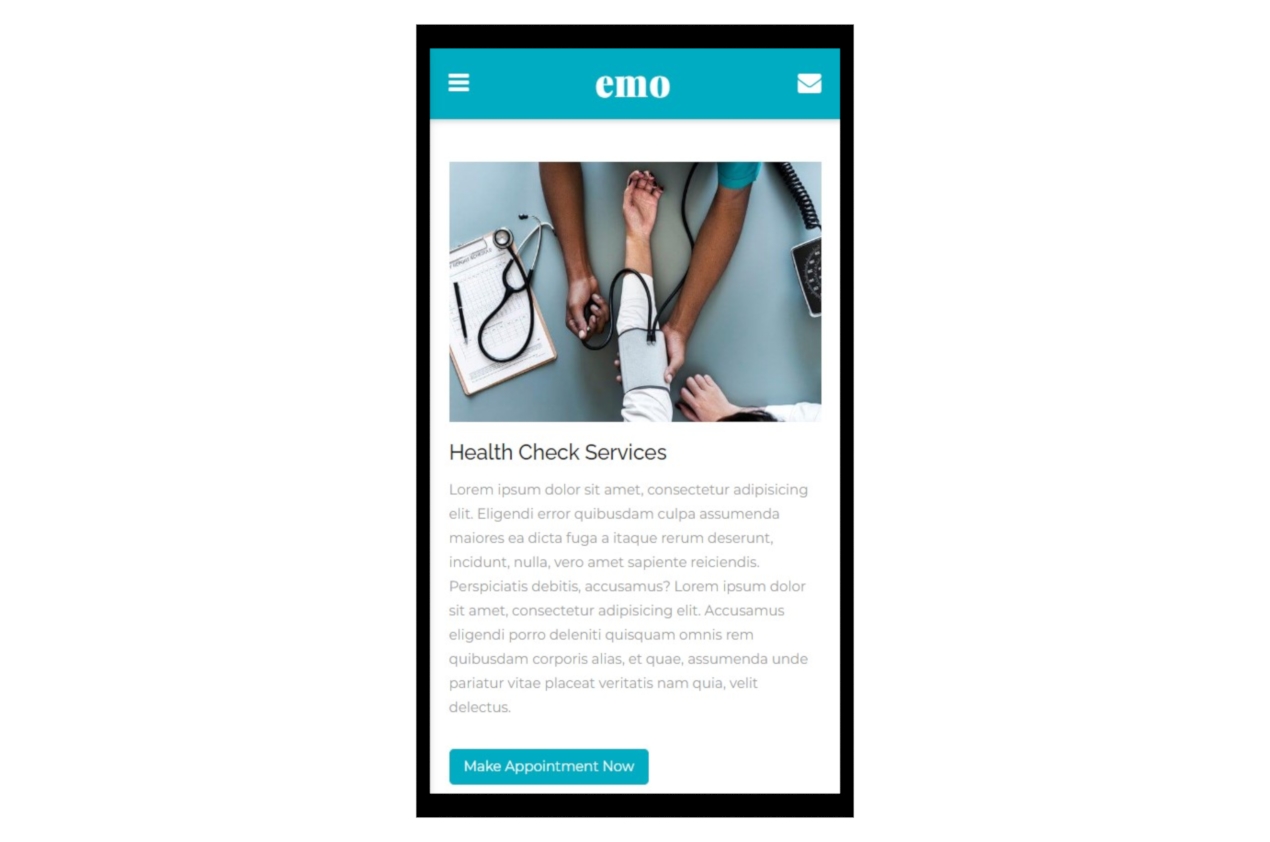 emo
Health Check Services
Lorem ipsum dolor sit amet, consectetur adipisicing
elit. Eligendi error quibusdam culpa assumenda
maiores ea dicta fuga a itaque rerum deserunt,
incidunt, nulla, vero amet sapiente reiciendis.
Perspiciatis debitis, accusamus? Lorem ipsum dolor
sit amet, consectetur adipisicing elit. Accusamus
eligendi porro deleniti quisquam omnis rem
quibusdam corporis alias, et quae, assumenda unde
pariatur vitae placeat veritatis nam quia, velit
delectus.
Make Appointment Now